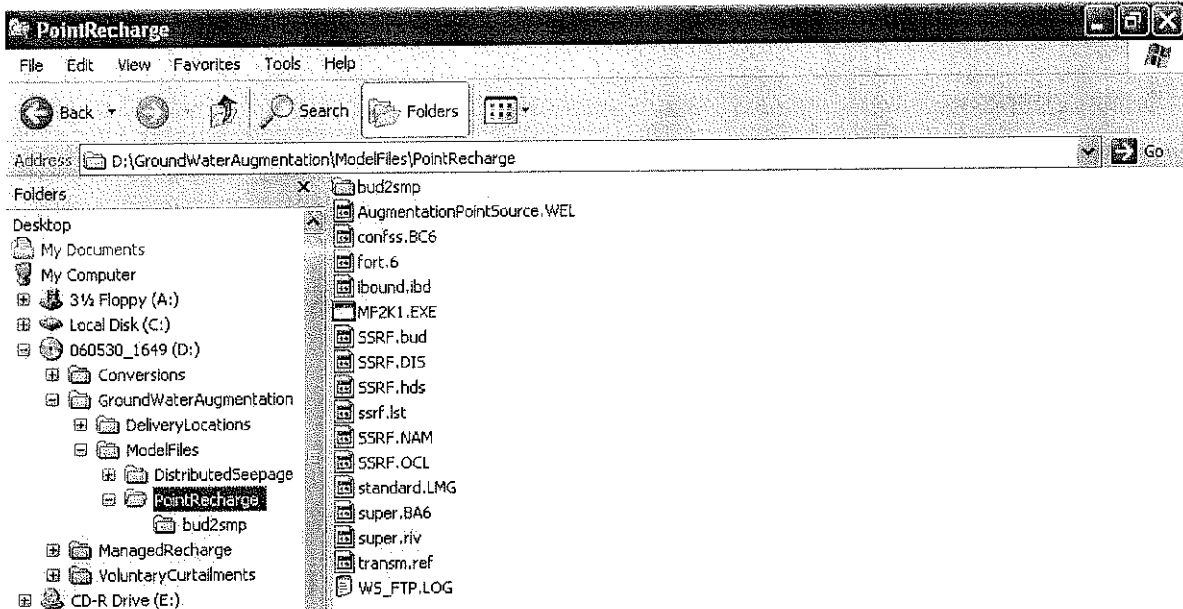 PointRecharge
File Edit View Favorites Tools Help
Back Search Folders
Address D:\GroundWaterAugmentation\ModelFiles\PointRecharge Go
Folders
Desktop
My Documents
My Computer
3½ Floppy (A:)
Local Disk (C:)
060530_1649 (D:)
Conversions
GroundWaterAugmentation
DeliveryLocations
ModelFiles
DistributedSeepage
PointRecharge
bud2smp
ManagedRecharge
VoluntaryCurtailments
CD-R Drive (E:)
bud2smp
AugmentationPointSource.WEL
confss.BC6
fort.6
ibound.ibd
MF2K1.EXE
SSRF.bud
SSRF.DIS
SSRF.hds
ssrf.lst
SSRF.NAM
SSRF.OCL
standard.LMG
super.BA6
super.riv
transm.ref
WS_FTP.LOG